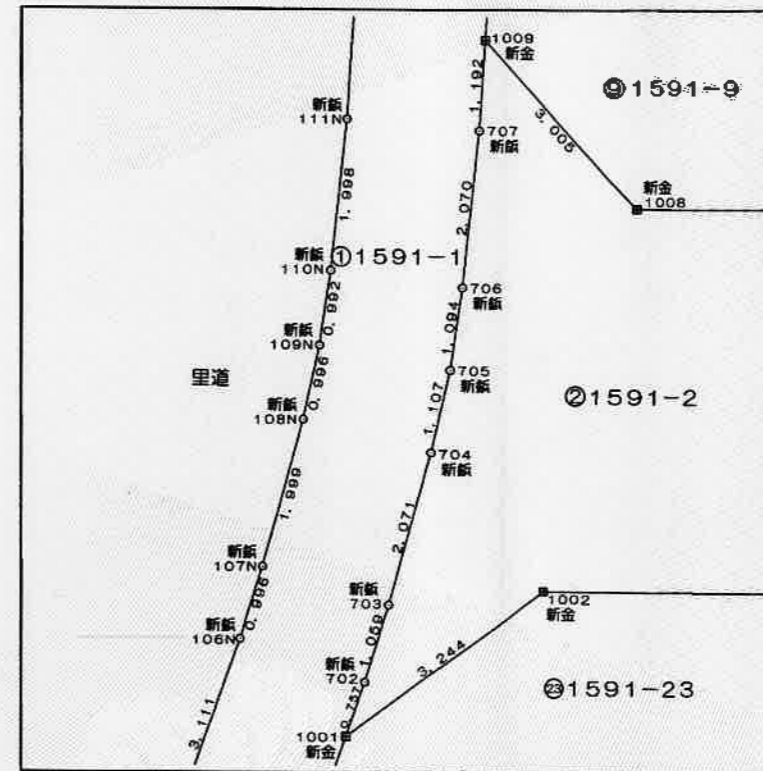 1009
新金
1.192
⑨1591-9
新鋲
111N
707
新鋲
3.005
新金
1008
1.998
2.070
新鋲
110N
①1591-1
706
新鋲
0.992
新鋲
109N
1.094
里道
0.996
705
新鋲
②1591-2
新鋲
108N
1.107
704
新鋲
1.999
2.071
新鋲
107N
新鋲
703
1002
新金
0.996
新鋲
106N
1.059
3.244
新鋲
702
㉓1591-23
0.757
3.111
1001
新金